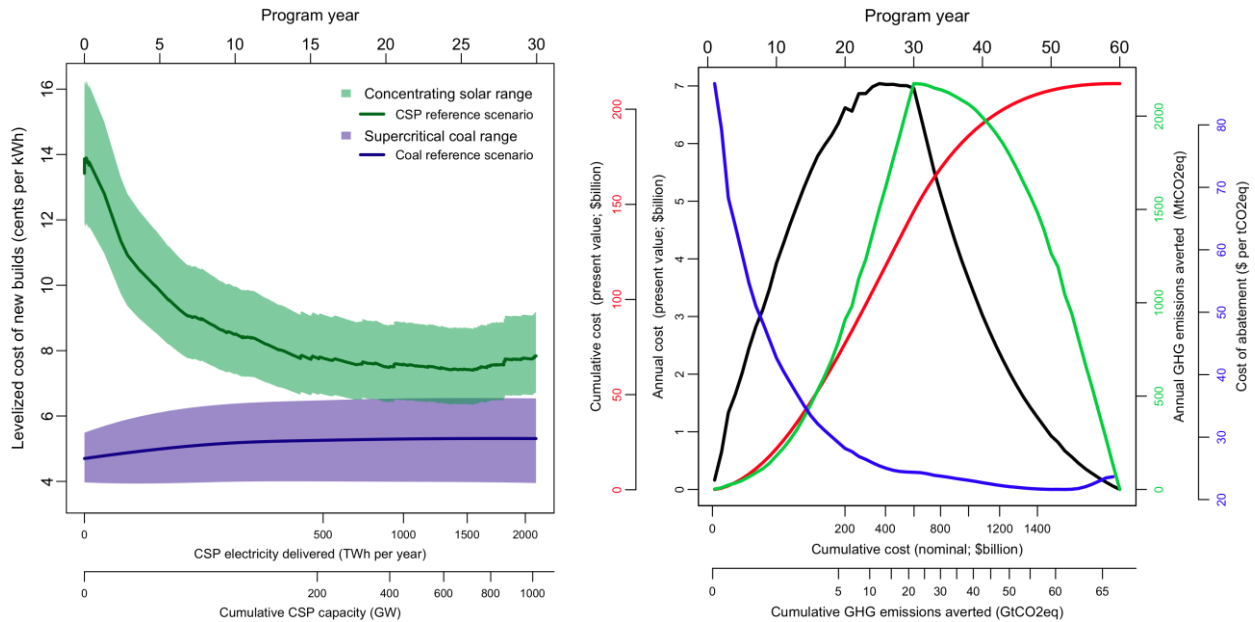 Program year
0 5 10 15 20 25 30
16
14
12
10
8
6
4
Levelized cost of new builds (cents per kWh)
Concentrating solar range
CSP reference scenario
Supercritical coal range
Coal reference scenario
0 500 1000 1500 2000
CSP electricity delivered (TWh per year)
0 200 400 600 800 1000
Cumulative CSP capacity (GW)
Program year
0 10 20 30 40 50 60
Cumulative cost (present value; $billion)
200
150
100
50
0
Annual cost (present value; $billion)
7
6
5
4
3
2
1
0
Annual GHG emissions averted (MtCO2eq)
2000
1500
1000
500
0
Cost of abatement ($ per tCO2eq)
80
70
60
50
40
30
20
0 200 400 800 1200 1400
Cumulative cost (nominal; $billion)
0 5 10 20 30 40 50 60 65
Cumulative GHG emissions averted (GtCO2eq)